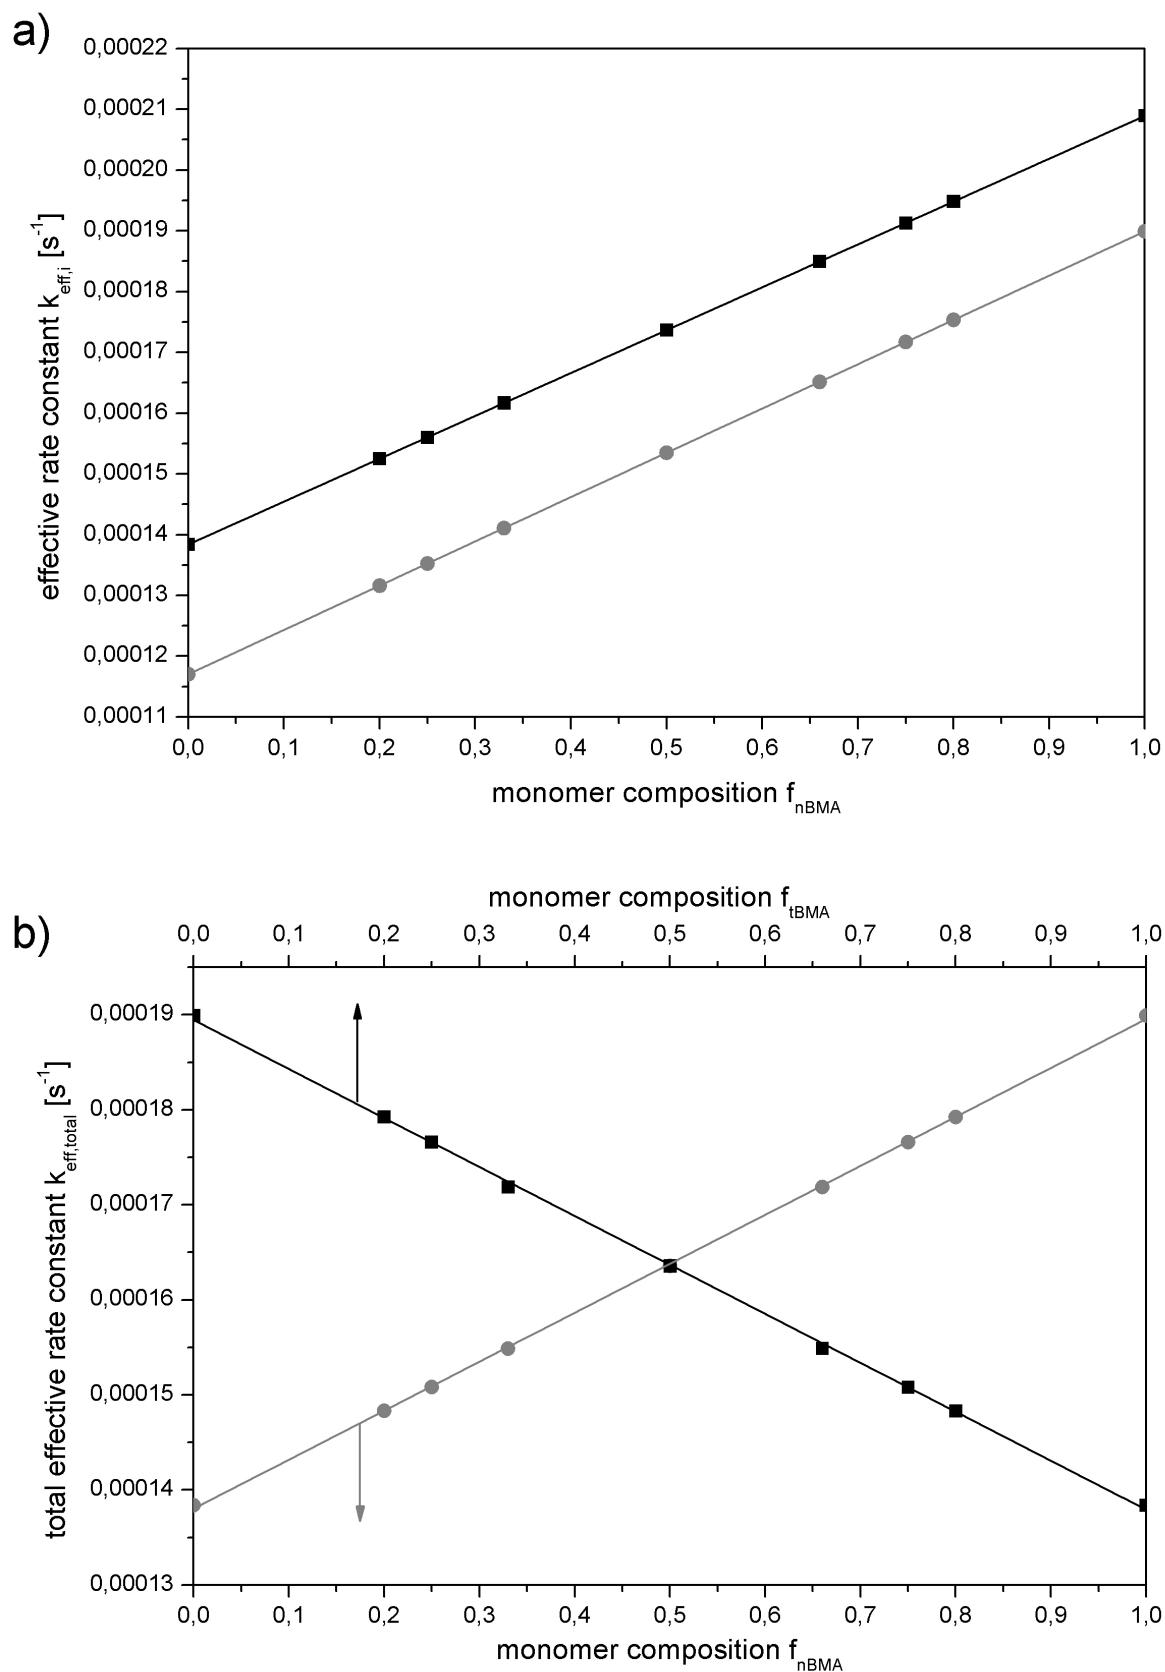 a)
0,00022
0,00021
0,00020
0,00019
0,00018
0,00017
0,00016
0,00015
0,00014
0,00013
0,00012
0,00011
effective rate constant k_eff,i [s^-1]
0,0 0,1 0,2 0,3 0,4 0,5 0,6 0,7 0,8 0,9 1,0
monomer composition f_nBMA
b)
monomer composition f_tBMA
0,0 0,1 0,2 0,3 0,4 0,5 0,6 0,7 0,8 0,9 1,0
0,00019
0,00018
0,00017
0,00016
0,00015
0,00014
0,00013
total effective rate constant k_eff,total [s^-1]
0,0 0,1 0,2 0,3 0,4 0,5 0,6 0,7 0,8 0,9 1,0
monomer composition f_nBMA